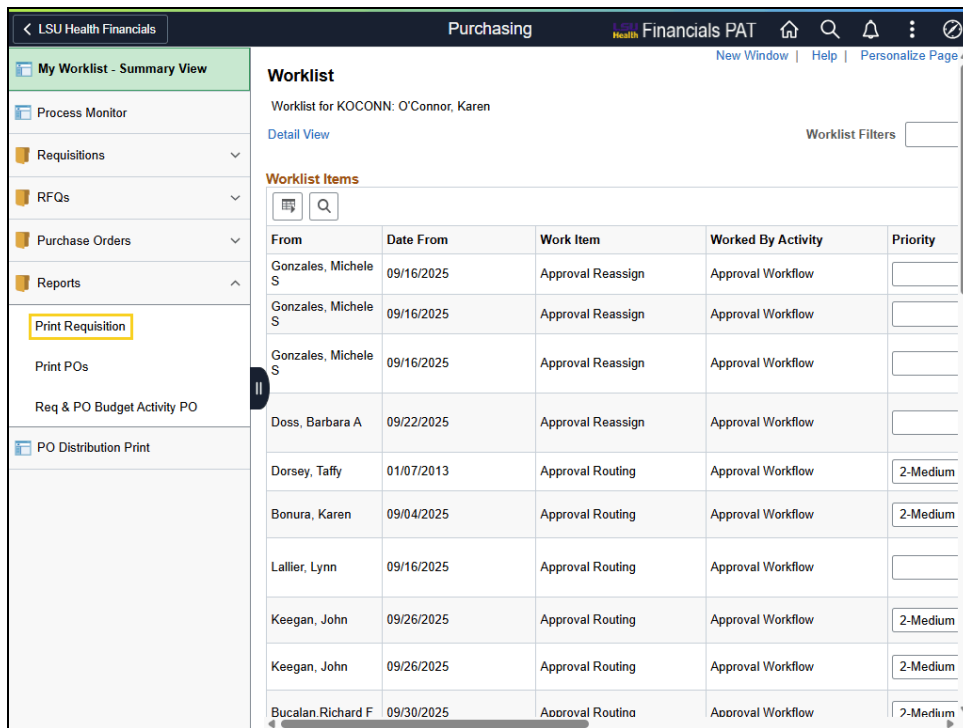 LSU Health Financials
Purchasing
LSU Health Financials PAT
New Window | Help | Personalize Page
My Worklist - Summary View
Process Monitor
Requisitions
RFQs
Purchase Orders
Reports
Print Requisition
Print POs
Req & PO Budget Activity PO
PO Distribution Print
Worklist
Worklist for KOCONN: O'Connor, Karen
Detail View
Worklist Filters
Worklist Items
From Date From Work Item Worked By Activity Priority
Gonzales, Michele S 09/16/2025 Approval Reassign Approval Workflow
Gonzales, Michele S 09/16/2025 Approval Reassign Approval Workflow
Gonzales, Michele S 09/16/2025 Approval Reassign Approval Workflow
Doss, Barbara A 09/22/2025 Approval Reassign Approval Workflow
Dorsey, Taffy 01/07/2013 Approval Routing Approval Workflow 2-Medium
Bonura, Karen 09/04/2025 Approval Routing Approval Workflow 2-Medium
Lallier, Lynn 09/16/2025 Approval Routing Approval Workflow
Keegan, John 09/26/2025 Approval Routing Approval Workflow 2-Medium
Keegan, John 09/26/2025 Approval Routing Approval Workflow 2-Medium
Bucalan,Richard F 09/30/2025 Approval Routing Approval Workflow 2-Medium